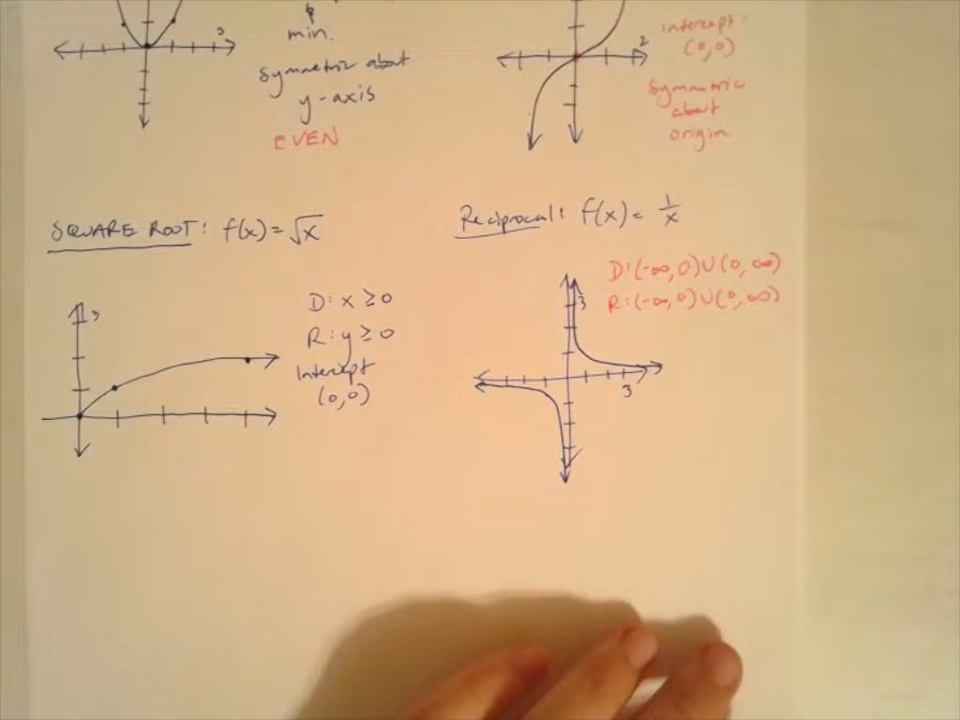 &
min.
Symmetric about
y-axis
EVEN
2
Intercept:
(0,0)
Symmetric
about
origin
SQUARE ROOT: f(x)=√x
D: x ≥ 0
R: y ≥ 0
Intercept
(0,0)
Reciprocal: f(x) = 1/x
D:(-∞,0)∪(0,∞)
R:(-∞,0)∪(0,∞)
3
3